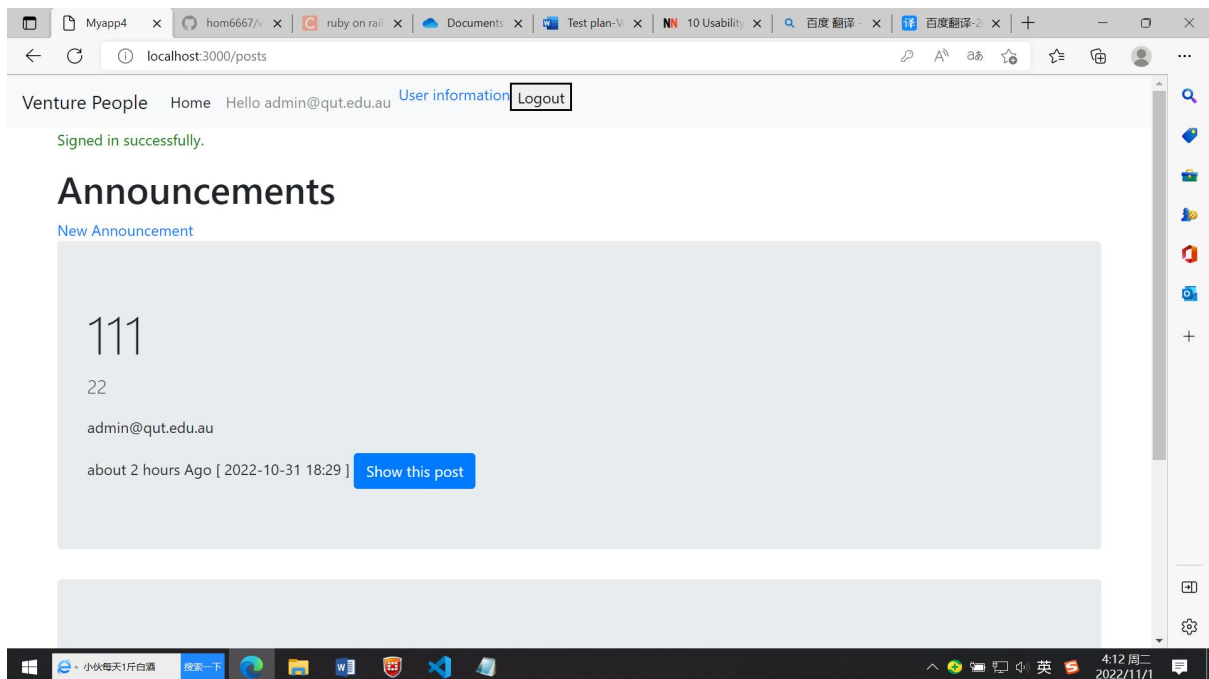 Myapp4
hom6667/v
ruby on rail
Documents
Test plan-V
NN 10 Usability
百度 翻译 -
译 百度翻译-2
localhost:3000/posts
Venture People Home Hello admin@qut.edu.au User information Logout
Signed in successfully.
Announcements
New Announcement
111
22
admin@qut.edu.au
about 2 hours Ago [ 2022-10-31 18:29 ] Show this post
小伙每天1斤白酒 搜索一下
英
4:12 周二
2022/11/1